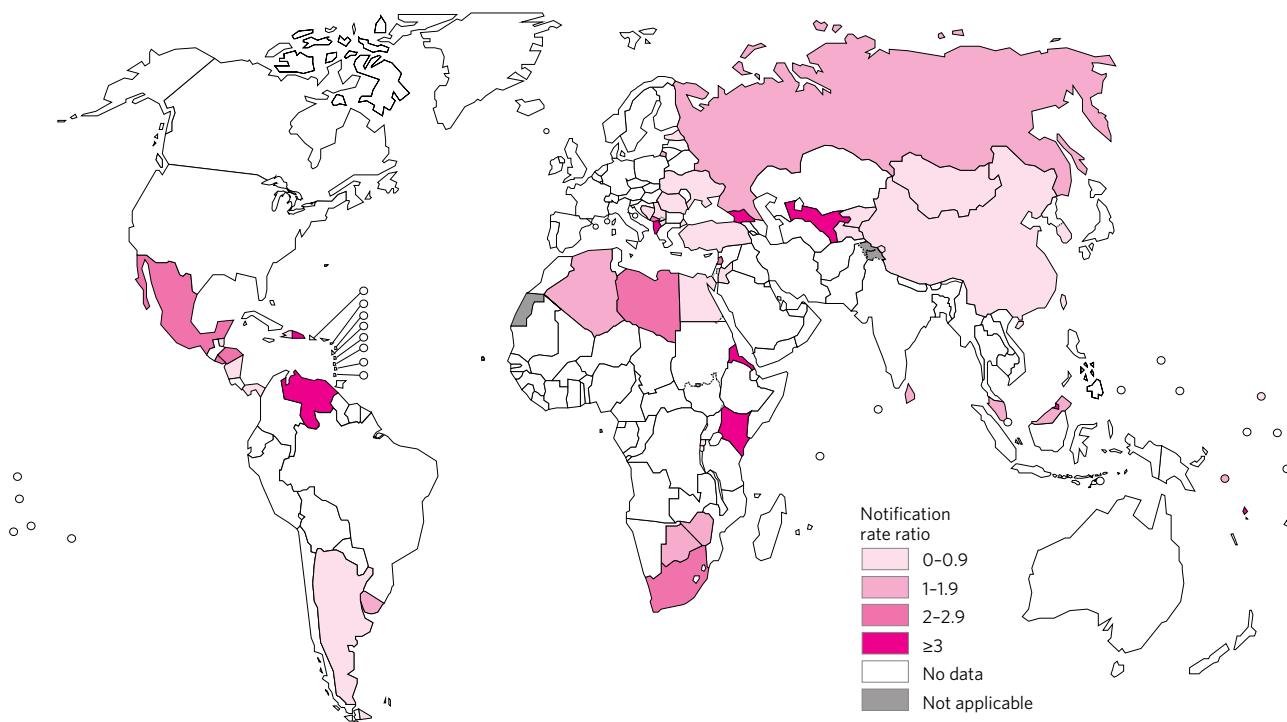 Notification
rate ratio
0–0.9
1–1.9
2–2.9
≥3
No data
Not applicable